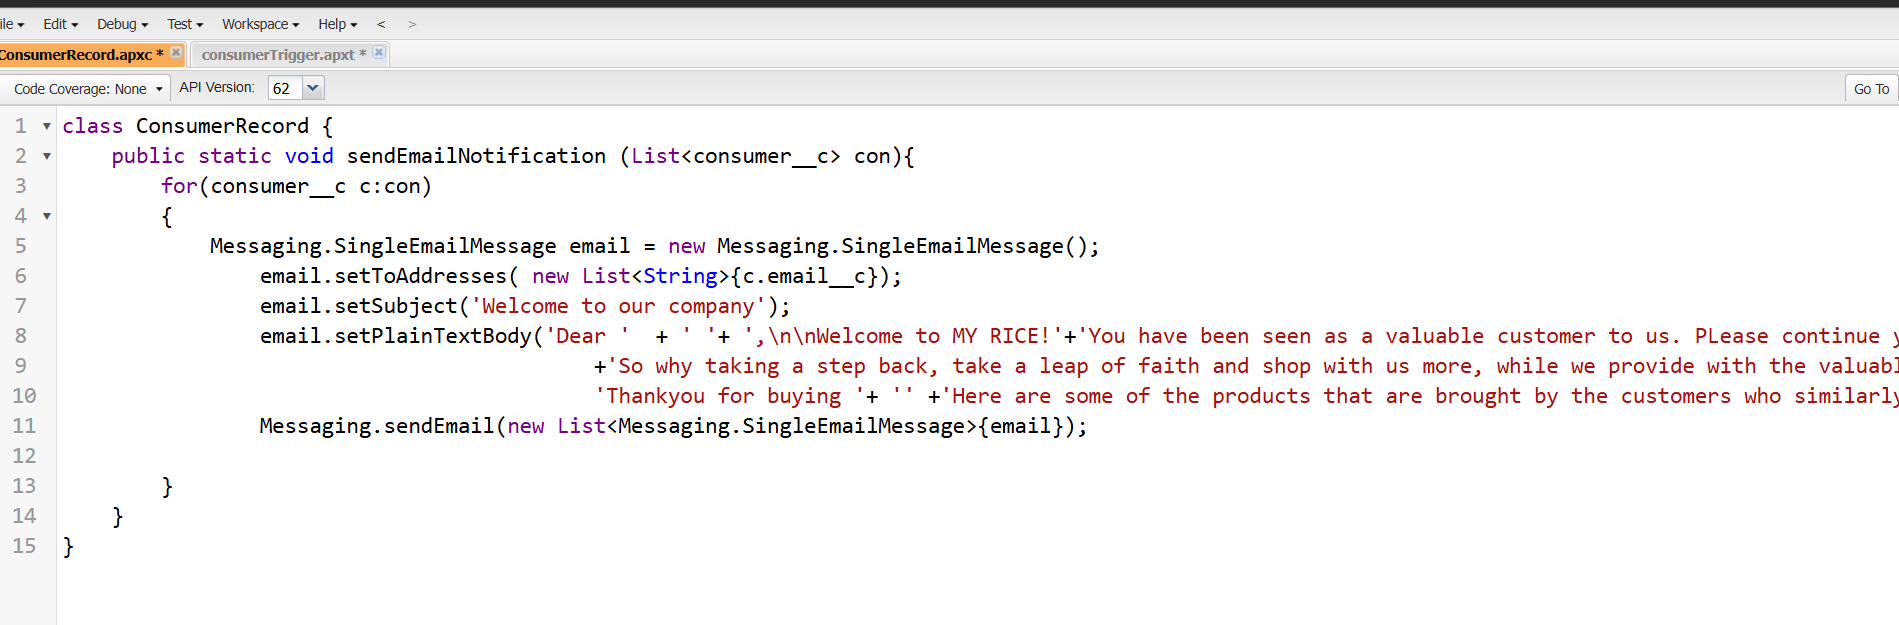 Edit Debug Test Workspace Help < >
ConsumerRecord.apxc * consumerTrigger.apxt *
Code Coverage: None API Version: 62 Go To
1 class ConsumerRecord {
2 public static void sendEmailNotification (List<consumer__c> con){
3 for(consumer__c c:con)
4 {
5 Messaging.SingleEmailMessage email = new Messaging.SingleEmailMessage();
6 email.setToAddresses( new List<String>{c.email__c});
7 email.setSubject('Welcome to our company');
8 email.setPlainTextBody('Dear '  + ' '+ ',\n\nWelcome to MY RICE!'+'You have been seen as a valuable customer to us. PLease continue
9 +'So why taking a step back, take a leap of faith and shop with us more, while we provide with the
10 'Thankyou for buying '+ '' +'Here are some of the products that are brought by the customers who similarly
11 Messaging.sendEmail(new List<Messaging.SingleEmailMessage>{email});
12
13 }
14 }
15 }